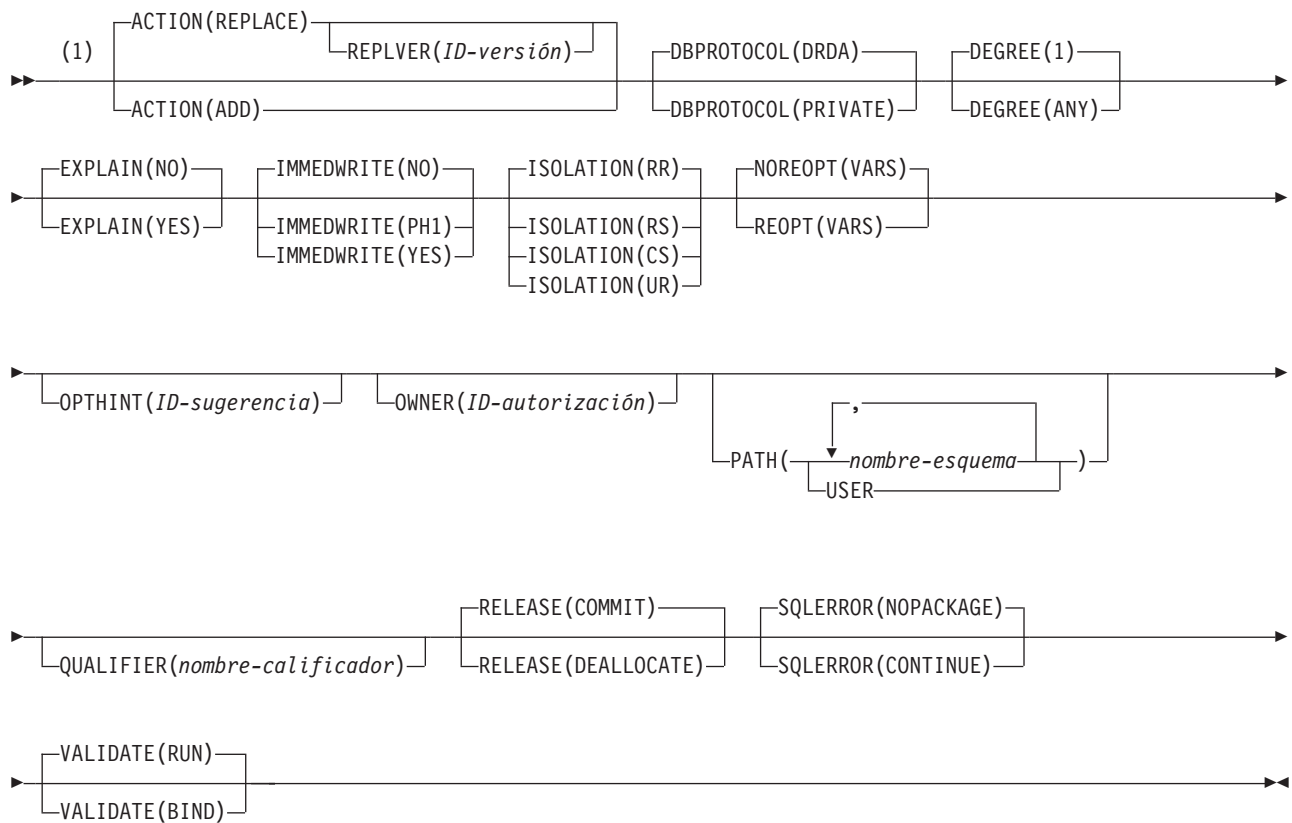 ACTION(REPLACE)
(1) REPLVER(ID-versión) DBPROTOCOL(DRDA) DEGREE(1)
ACTION(ADD) DBPROTOCOL(PRIVATE) DEGREE(ANY)
EXPLAIN(NO) IMMEDWRITE(NO) ISOLATION(RR) NOREOPT(VARS)
EXPLAIN(YES) IMMEDWRITE(PH1) ISOLATION(RS) REOPT(VARS)
IMMEDWRITE(YES) ISOLATION(CS)
ISOLATION(UR)
OPTHINT(ID-sugerencia) OWNER(ID-autorización) ,
PATH( nombre-esquema )
USER
RELEASE(COMMIT) SQLERROR(NOPACKAGE)
QUALIFIER(nombre-calificador) RELEASE(DEALLOCATE) SQLERROR(CONTINUE)
VALIDATE(RUN)
VALIDATE(BIND)